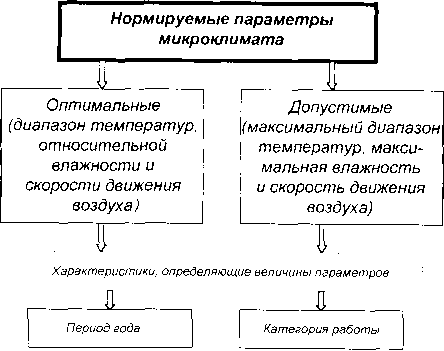 Нормируемые параметры
микроклимата
Оптимальные
(диапазон температур,
относительной
влажности и
скорости движения
воздуха)
Допустимые
(максимальный диапазон
температур, макси-
мальная влажность
и скорость движения
воздуха)
Характеристики, определяющие величины параметров
Период года
Категория работы